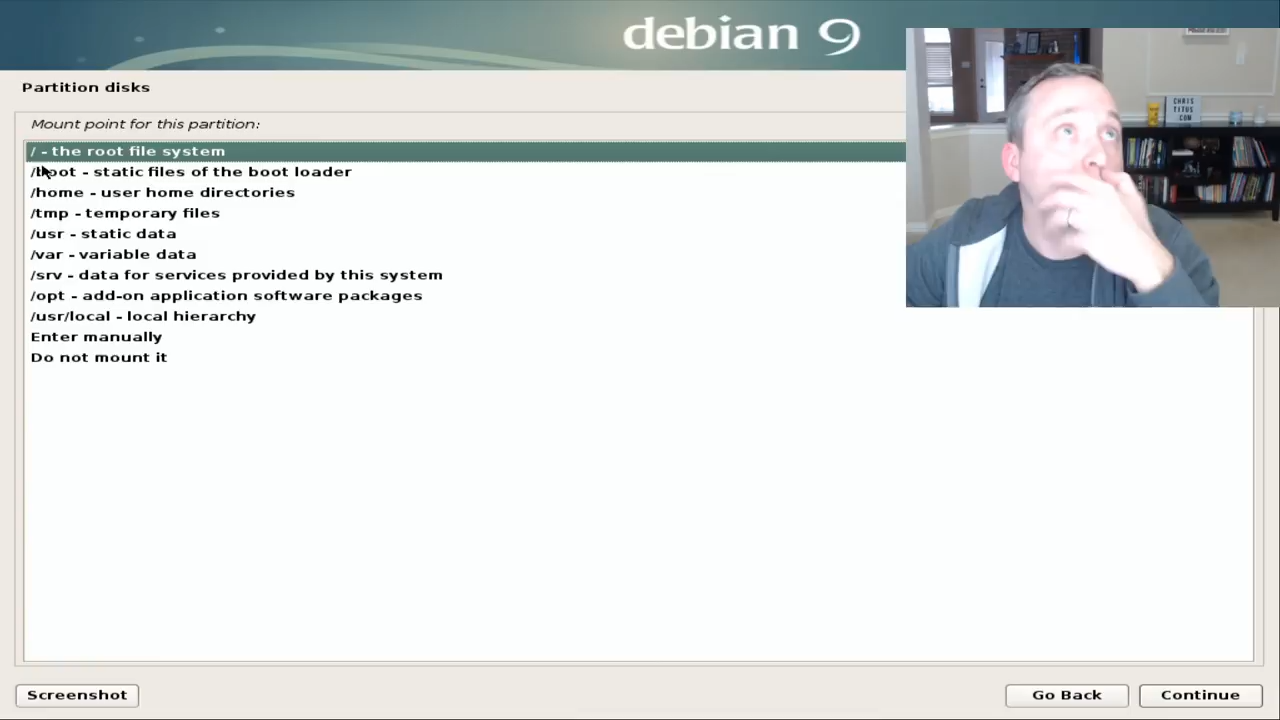 debian 9
Partition disks
Mount point for this partition:
/ - the root file system
/boot - static files of the boot loader
/home - user home directories
/tmp - temporary files
/usr - static data
/var - variable data
/srv - data for services provided by this system
/opt - add-on application software packages
/usr/local - local hierarchy
Enter manually
Do not mount it
CHRIS
TITUS
COM
Screenshot
Go Back
Continue